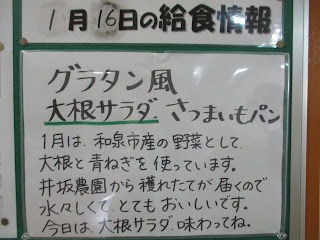 1月16日の給食情報
グラタン風
大根サラダ さつまいもパン
1月は、和泉市産の野菜として、
大根と青ねぎを使っています。
井坂農園から穫れたてが届くので
水々しくて、とてもおいしいです。
今日は、大根サラダ味わってね。